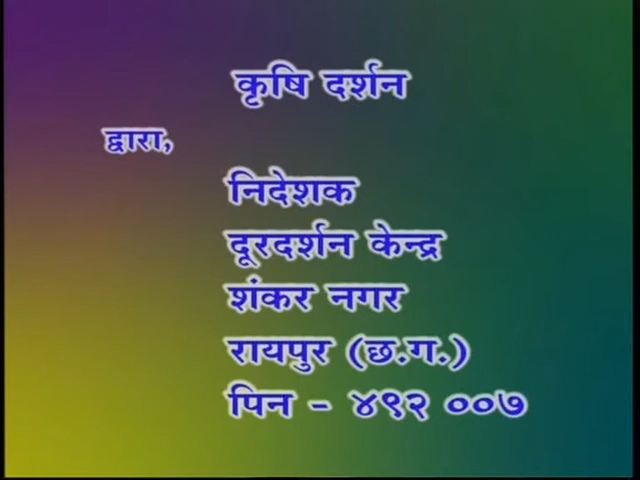 कृषि दर्शन
द्वारा,
निदेशक
दूरदर्शन केन्द्र
शंकर नगर
रायपुर (छ.ग.)
पिन - ४९२ ००७